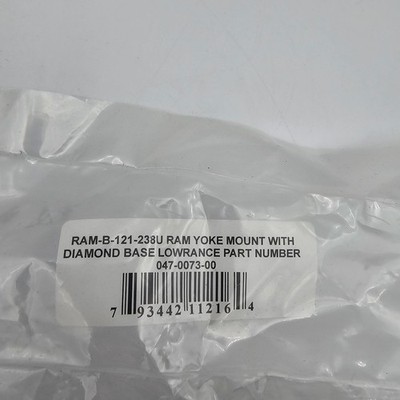 RAM-B-121-238U RAM YOKE MOUNT WITH
DIAMOND BASE LOWRANCE PART NUMBER
047-0073-00
7 93442 11216 4